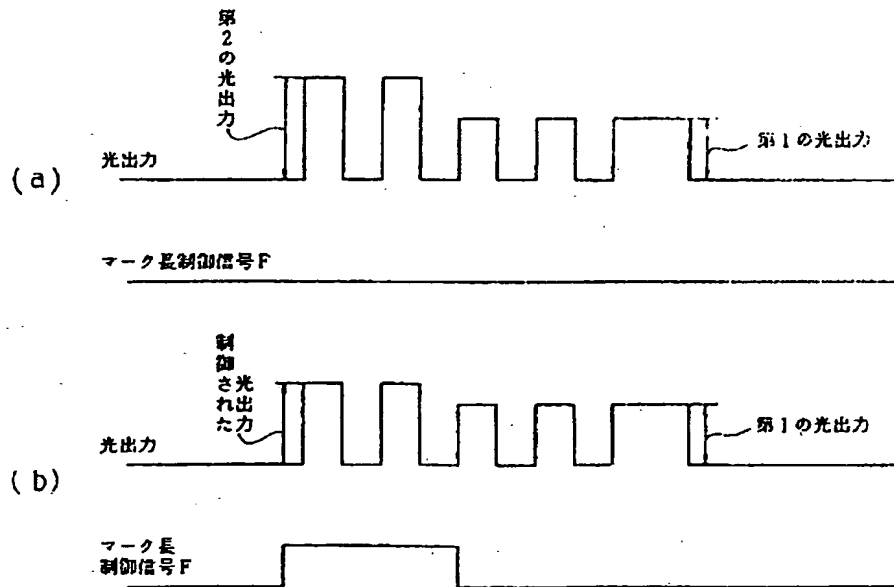 第2の光出力
光出力
(a)
第1の光出力
マーク長制御信号F
制御された
光出力
光出力
(b)
第1の光出力
マーク長
制御信号F